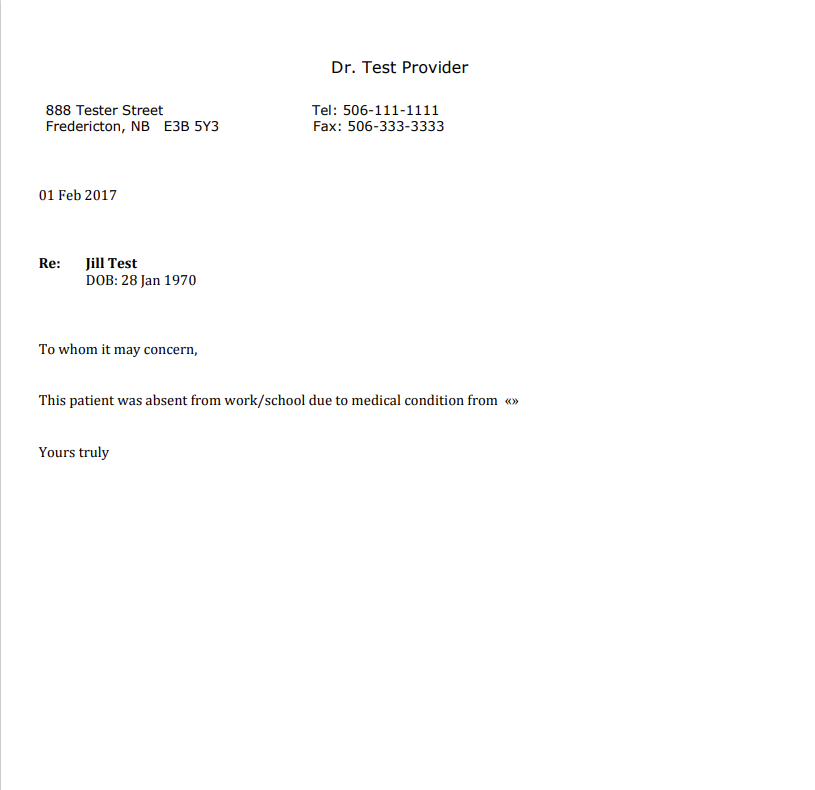 Dr. Test Provider
888 Tester Street Tel: 506-111-1111
Fredericton, NB E3B 5Y3 Fax: 506-333-3333
01 Feb 2017
Re: Jill Test
DOB: 28 Jan 1970
To whom it may concern,
This patient was absent from work/school due to medical condition from «»
Yours truly